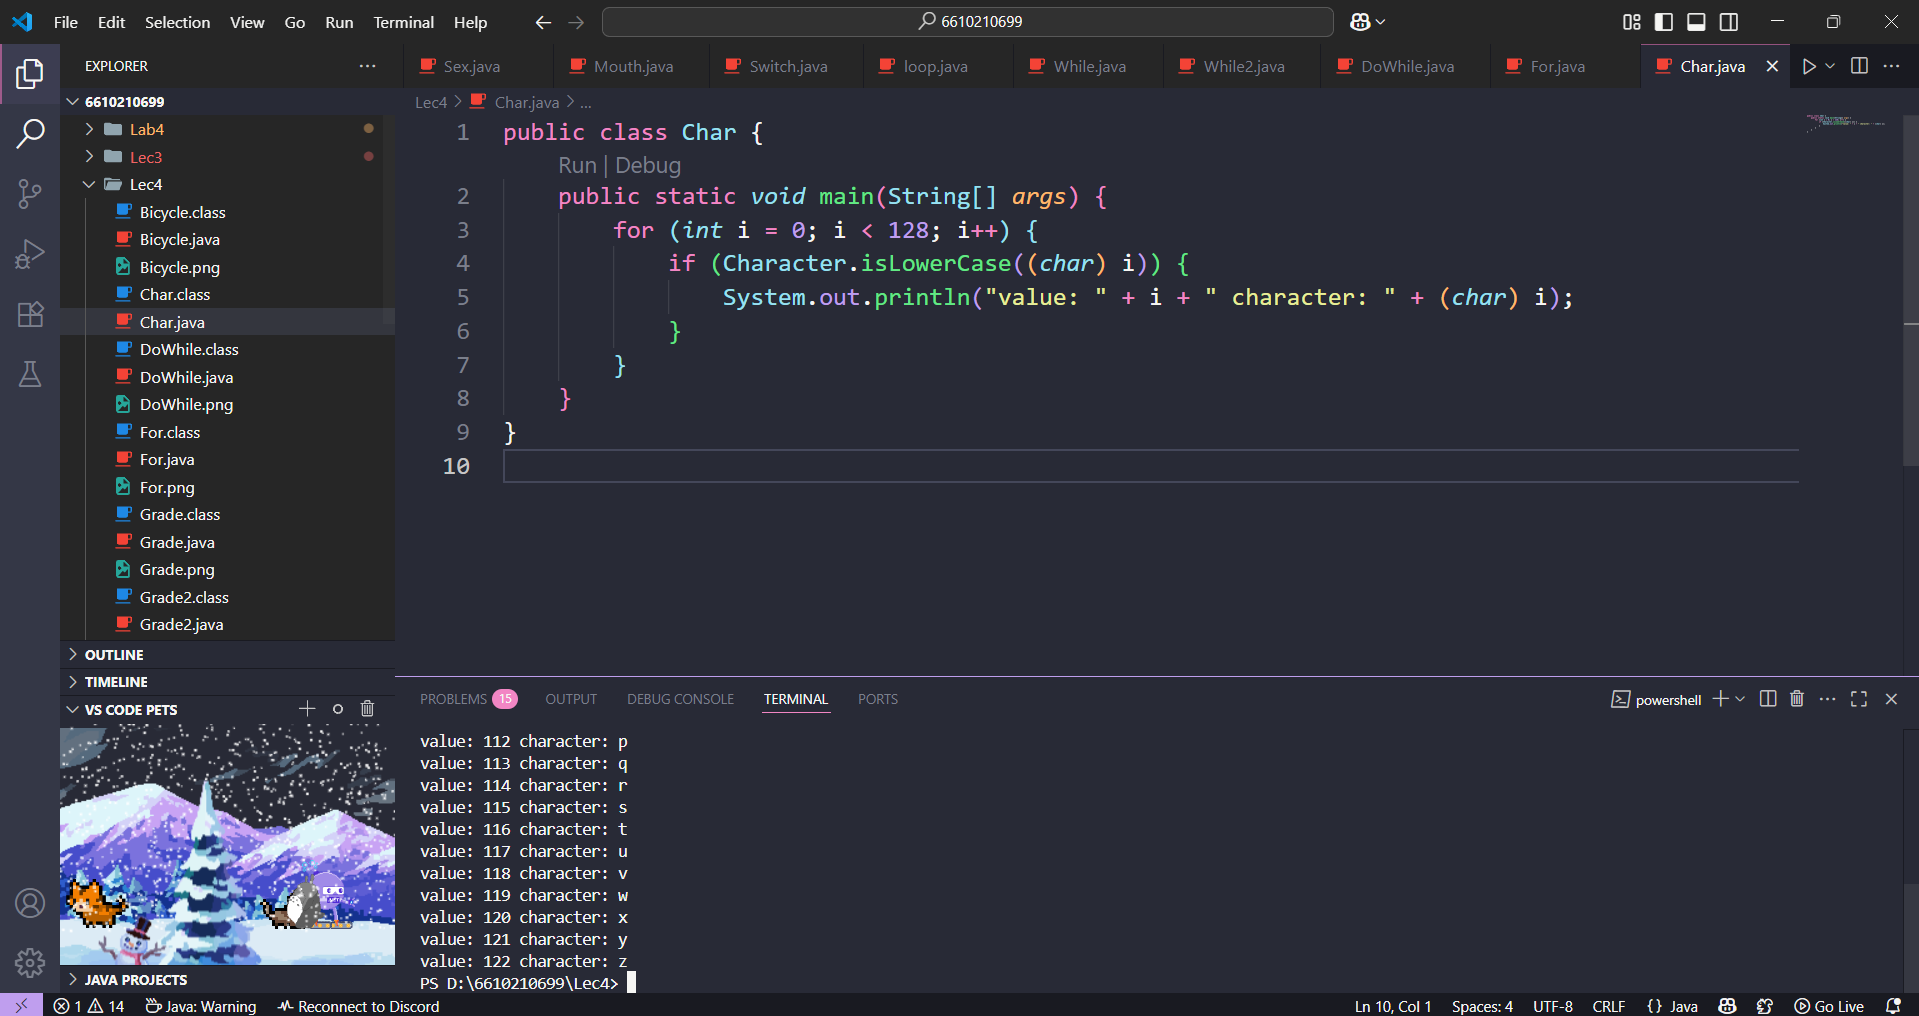 File Edit Selection View Go Run Terminal Help
6610210699
EXPLORER
Sex.java Mouth.java Switch.java loop.java While.java While2.java DoWhile.java For.java Char.java
6610210699
Lab4
Lec3
Lec4
Bicycle.class
Bicycle.java
Bicycle.png
Char.class
Char.java
DoWhile.class
DoWhile.java
DoWhile.png
For.class
For.java
For.png
Grade.class
Grade.java
Grade.png
Grade2.class
Grade2.java
OUTLINE
TIMELINE
VS CODE PETS
JAVA PROJECTS
Lec4 > Char.java > ...
1 public class Char {
Run | Debug
2 public static void main(String[] args) {
3 for (int i = 0; i < 128; i++) {
4 if (Character.isLowerCase((char) i)) {
5 System.out.println("value: " + i + " character: " + (char) i);
6 }
7 }
8 }
9 }
10
PROBLEMS 15 OUTPUT DEBUG CONSOLE TERMINAL PORTS
powershell
value: 112 character: p
value: 113 character: q
value: 114 character: r
value: 115 character: s
value: 116 character: t
value: 117 character: u
value: 118 character: v
value: 119 character: w
value: 120 character: x
value: 121 character: y
value: 122 character: z
PS D:\6610210699\Lec4>
1 14 Java: Warning Reconnect to Discord
Ln 10, Col 1 Spaces: 4 UTF-8 CRLF {} Java Go Live